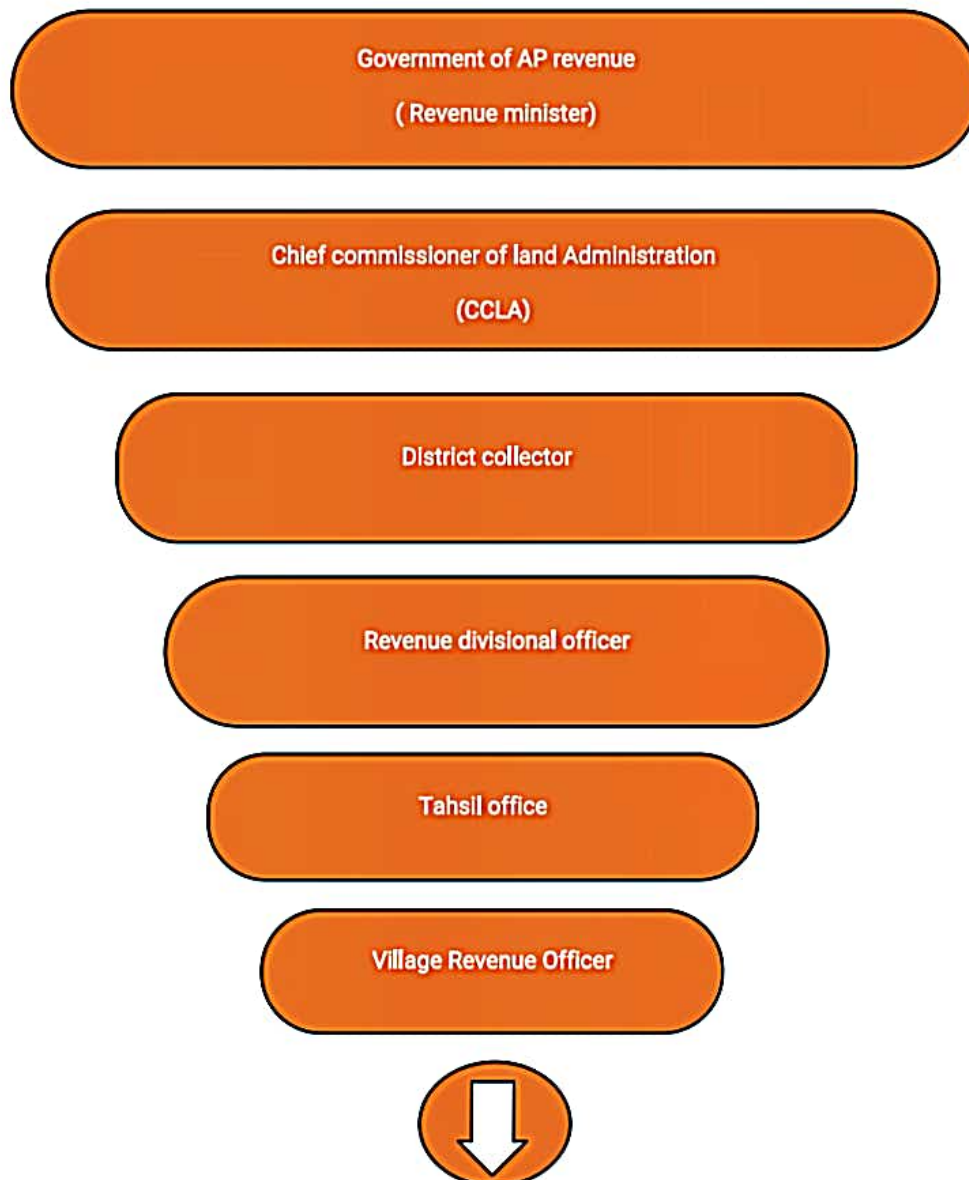 Government of AP revenue
( Revenue minister)
Chief commissioner of land Administration
(CCLA)
District collector
Revenue divisional officer
Tahsil office
Village Revenue Officer